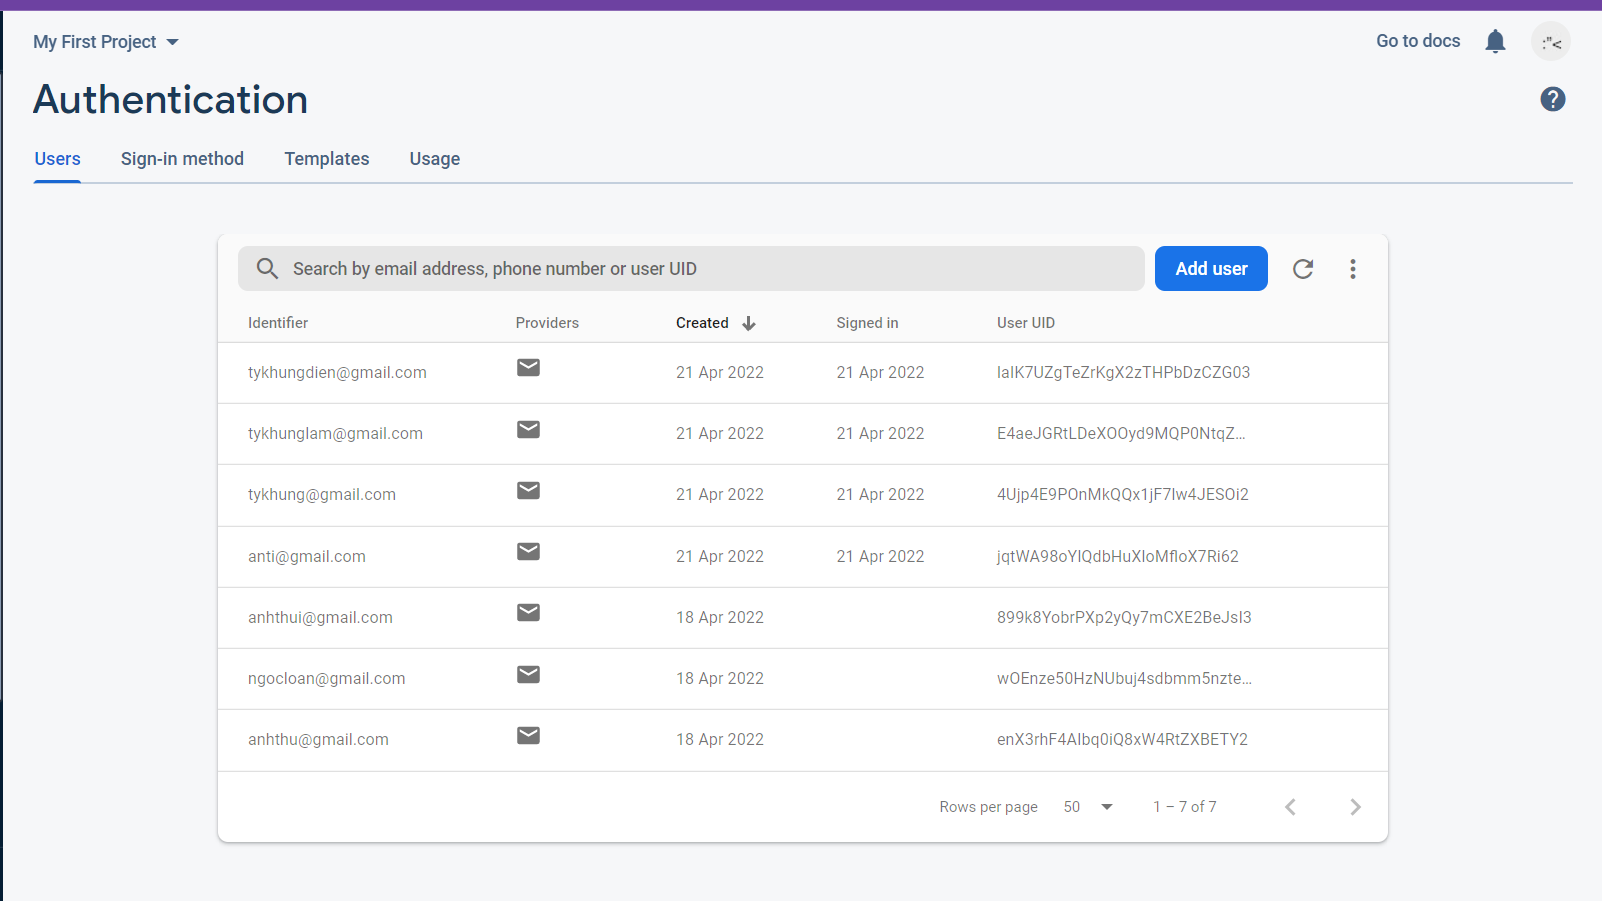 My First Project
Go to docs
:"<
Authentication
Users Sign-in method Templates Usage
Search by email address, phone number or user UID
Add user
Identifier Providers Created Signed in User UID
tykhungdien@gmail.com 21 Apr 2022 21 Apr 2022 IaIK7UZgTeZrKgX2zTHPbDzCZG03
tykhunglam@gmail.com 21 Apr 2022 21 Apr 2022 E4aeJGRtLDeXOOyd9MQP0NtqZ...
tykhung@gmail.com 21 Apr 2022 21 Apr 2022 4Ujp4E9POnMkQQx1jF7lw4JESOi2
anti@gmail.com 21 Apr 2022 21 Apr 2022 jqtWA98oYlQdbHuXloMfloX7Ri62
anhthui@gmail.com 18 Apr 2022 899k8YobrPXp2yQy7mCXE2BeJsI3
ngocloan@gmail.com 18 Apr 2022 wOEnze50HzNUbuj4sdbmm5nzte...
anhthu@gmail.com 18 Apr 2022 enX3rhF4AIbq0iQ8xW4RtZXBETY2
Rows per page 50 1 – 7 of 7